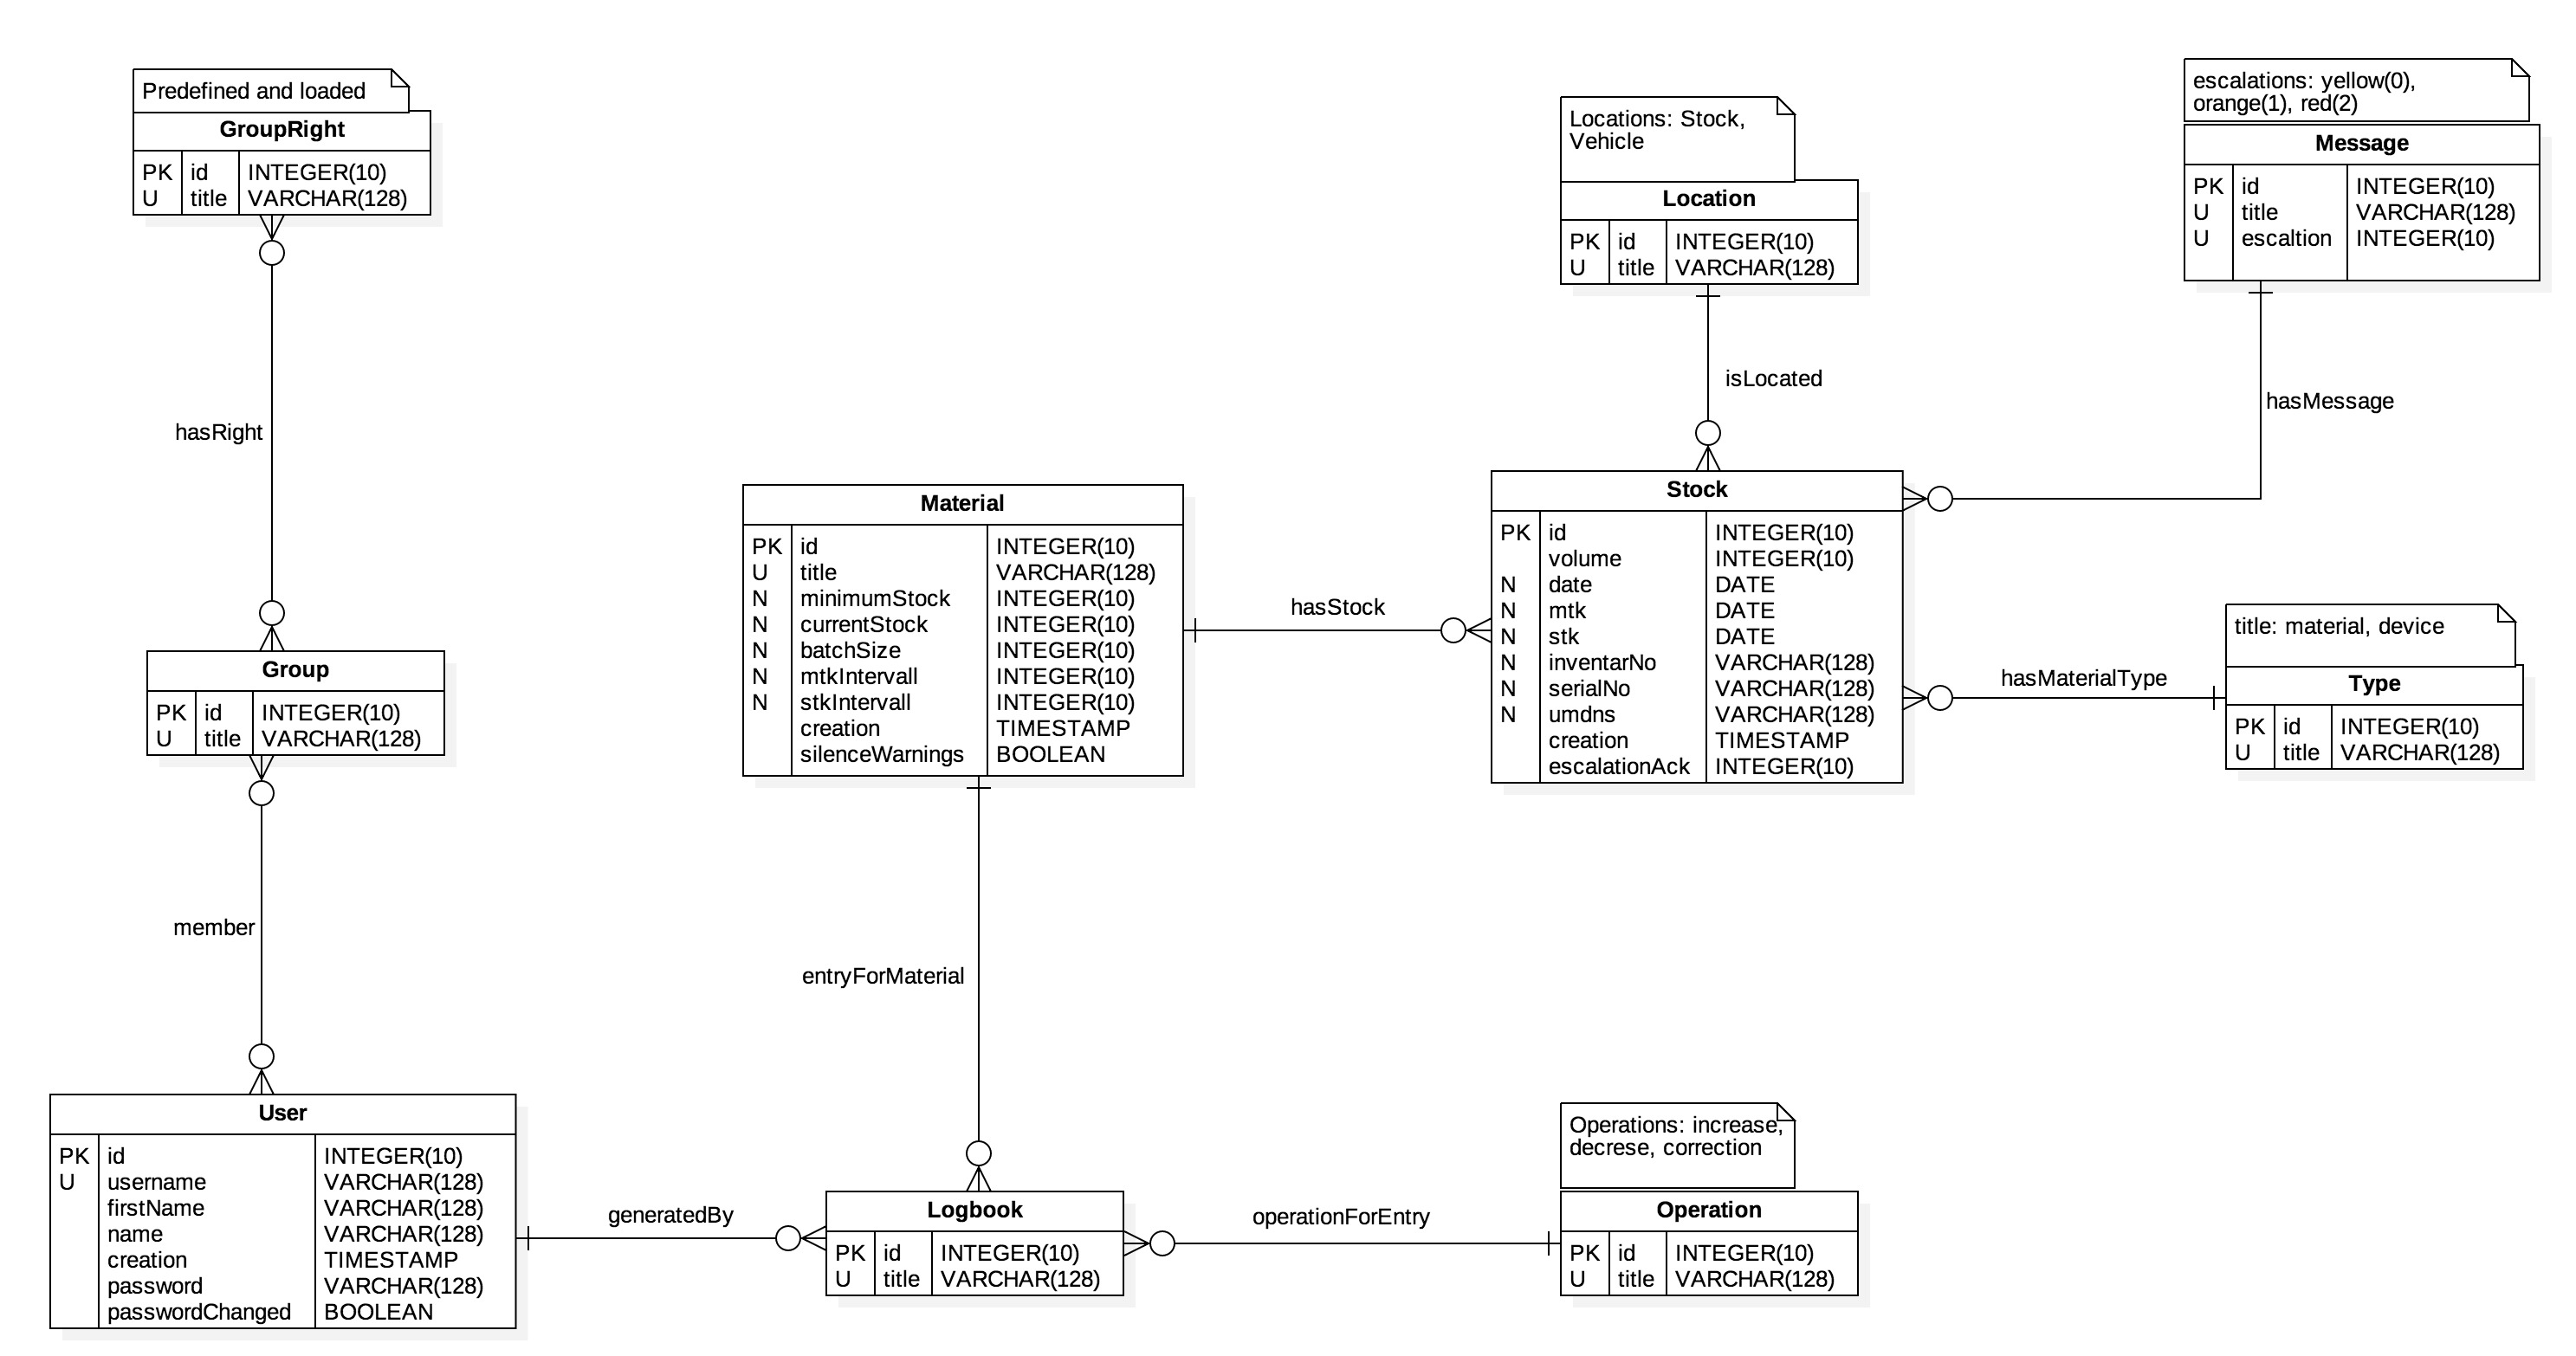 Predefined and loaded
GroupRight
PK id INTEGER(10)
U title VARCHAR(128)
hasRight
Group
PK id INTEGER(10)
U title VARCHAR(128)
member
User
PK id INTEGER(10)
U username VARCHAR(128)
firstName VARCHAR(128)
name VARCHAR(128)
creation TIMESTAMP
password VARCHAR(128)
passwordChanged BOOLEAN
generatedBy
Material
PK id INTEGER(10)
U title VARCHAR(128)
N minimumStock INTEGER(10)
N currentStock INTEGER(10)
N batchSize INTEGER(10)
N mtkIntervall INTEGER(10)
N stkIntervall INTEGER(10)
creation TIMESTAMP
silenceWarnings BOOLEAN
hasStock
entryForMaterial
Logbook
PK id INTEGER(10)
U title VARCHAR(128)
operationForEntry
Operations: increase,
decrese, correction
Operation
PK id INTEGER(10)
U title VARCHAR(128)
Locations: Stock,
Vehicle
Location
PK id INTEGER(10)
U title VARCHAR(128)
isLocated
Stock
PK id INTEGER(10)
volume INTEGER(10)
N date DATE
N mtk DATE
N stk DATE
N inventarNo VARCHAR(128)
N serialNo VARCHAR(128)
N umdns VARCHAR(128)
creation TIMESTAMP
escalationAck INTEGER(10)
escalations: yellow(0),
orange(1), red(2)
Message
PK id INTEGER(10)
U title VARCHAR(128)
U escaltion INTEGER(10)
hasMessage
hasMaterialType
title: material, device
Type
PK id INTEGER(10)
U title VARCHAR(128)